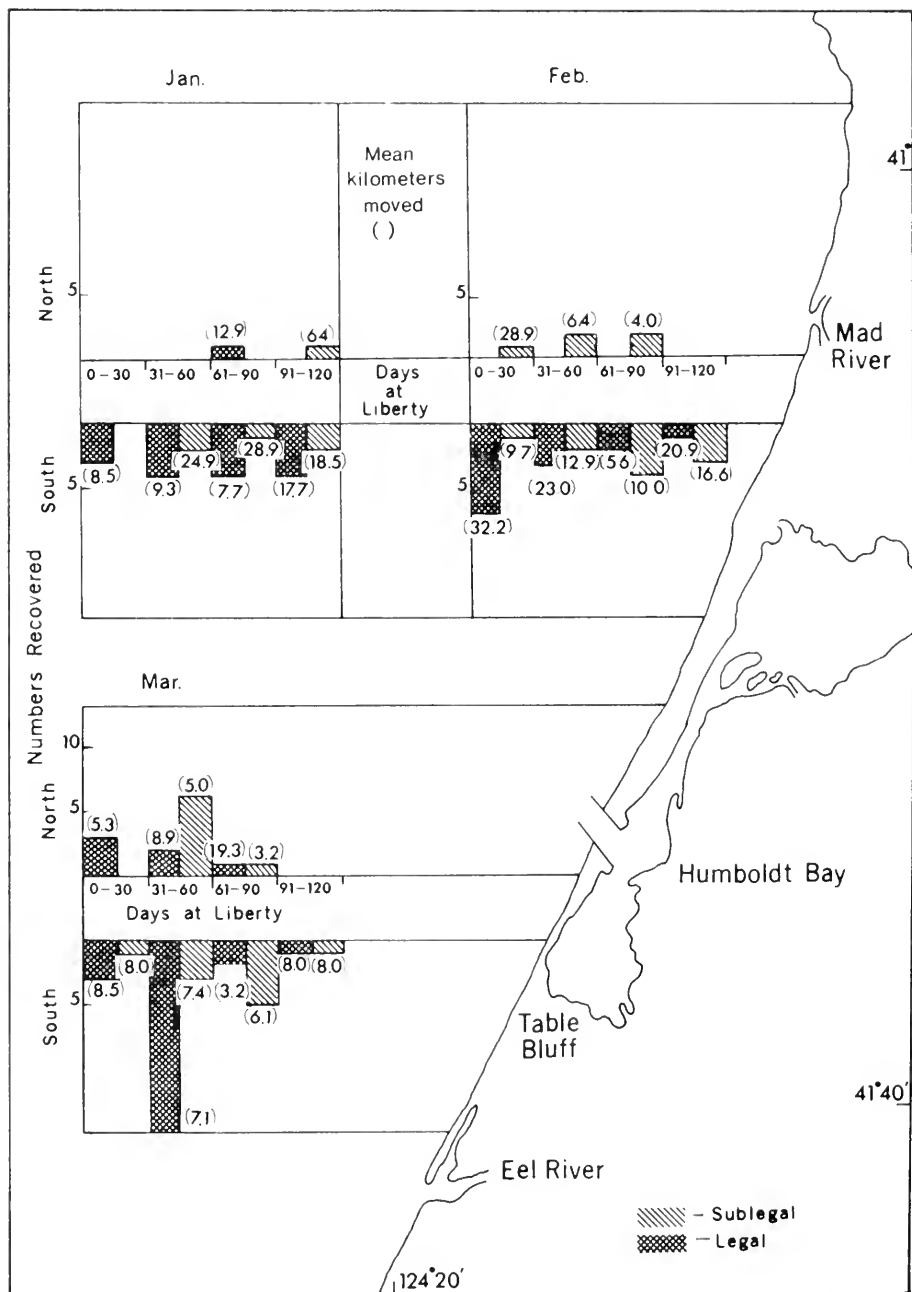 Jan.
Feb.
Mean
kilometers
moved
( )
41°
North
5
5
(12.9)
(6.4)
(28.9)
(6.4)
(4.0)
Mad
River
0-30 31-60 61-90 91-120
Days
at
Liberty
0-30 31-60 61-90 91-120
South
5
5
(8.5)
(9.3)
(24.9)
(7.7)
(28.9)
(17.7)
(18.5)
(32.2)
(9.7)
(23.0)
(12.9)
(5.6)
(10.0)
(20.9)
(16.6)
Numbers Recovered
Mar.
North
10
5
(5.3)
(8.9)
(5.0)
(19.3)
(3.2)
0-30 31-60 61-90 91-120
Days at Liberty
South
5
(8.5)
(8.0)
(7.1)
(7.4)
(3.2)
(6.1)
(8.0)
(8.0)
Humboldt Bay
Table
Bluff
41°40'
Eel River
- Sublegal
- Legal
124°20'